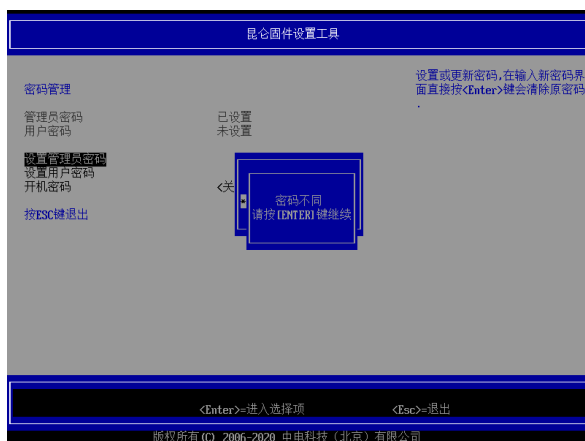 昆仑固件设置工具
密码管理
设置或更新密码,在输入新密码界
面直接按<Enter>键会清除原密码
.
管理员密码 已设置
用户密码 未设置
设置管理员密码
设置用户密码
开机密码 <关
密码不同
请按[ENTER]键继续
按ESC键退出
<Enter>=进入选择项 <Esc>=退出
版权所有(C) 2006-2020 中电科技（北京）有限公司